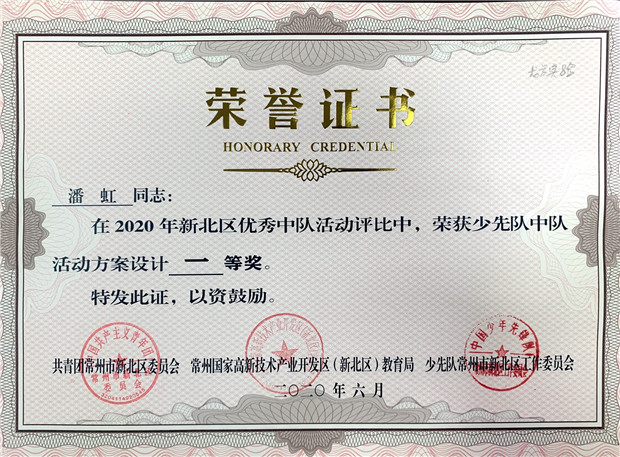 荣誉证书
HONORARY CREDENTIAL
潘 虹 同志：
在2020年新北区优秀中队活动评比中，荣获少先队中队
活动方案设计 一 等奖。
特发此证，以资鼓励。
共青团常州市新北区委员会 常州国家高新技术产业开发区（新北区）教育局 少先队常州市新北区工作委员会
二〇二〇年六月